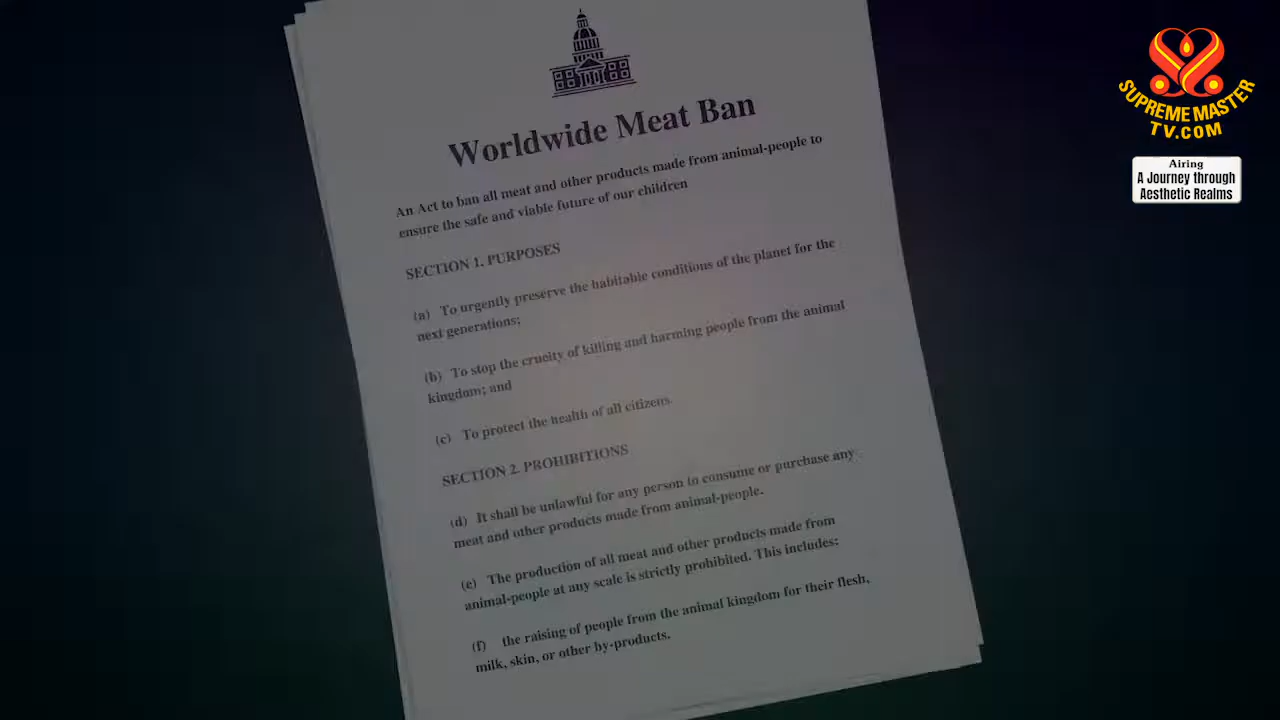 Worldwide Meat Ban
An Act to ban all meat and other products made from animal-people to
ensure the safe and viable future of our children
SECTION 1. PURPOSES
(a) To urgently preserve the habitable conditions of the planet for the
next generations;
(b) To stop the cruelty of killing and harming people from the animal
kingdom; and
(c) To protect the health of all citizens.
SECTION 2. PROHIBITIONS
(d) It shall be unlawful for any person to consume or purchase any
meat and other products made from animal-people.
(e) The production of all meat and other products made from
animal-people at any scale is strictly prohibited. This includes:
(f) the raising of people from the animal kingdom for their flesh,
milk, skin, or other by-products.
SUPREME MASTER
TV.COM
Airing
A Journey through
Aesthetic Realms